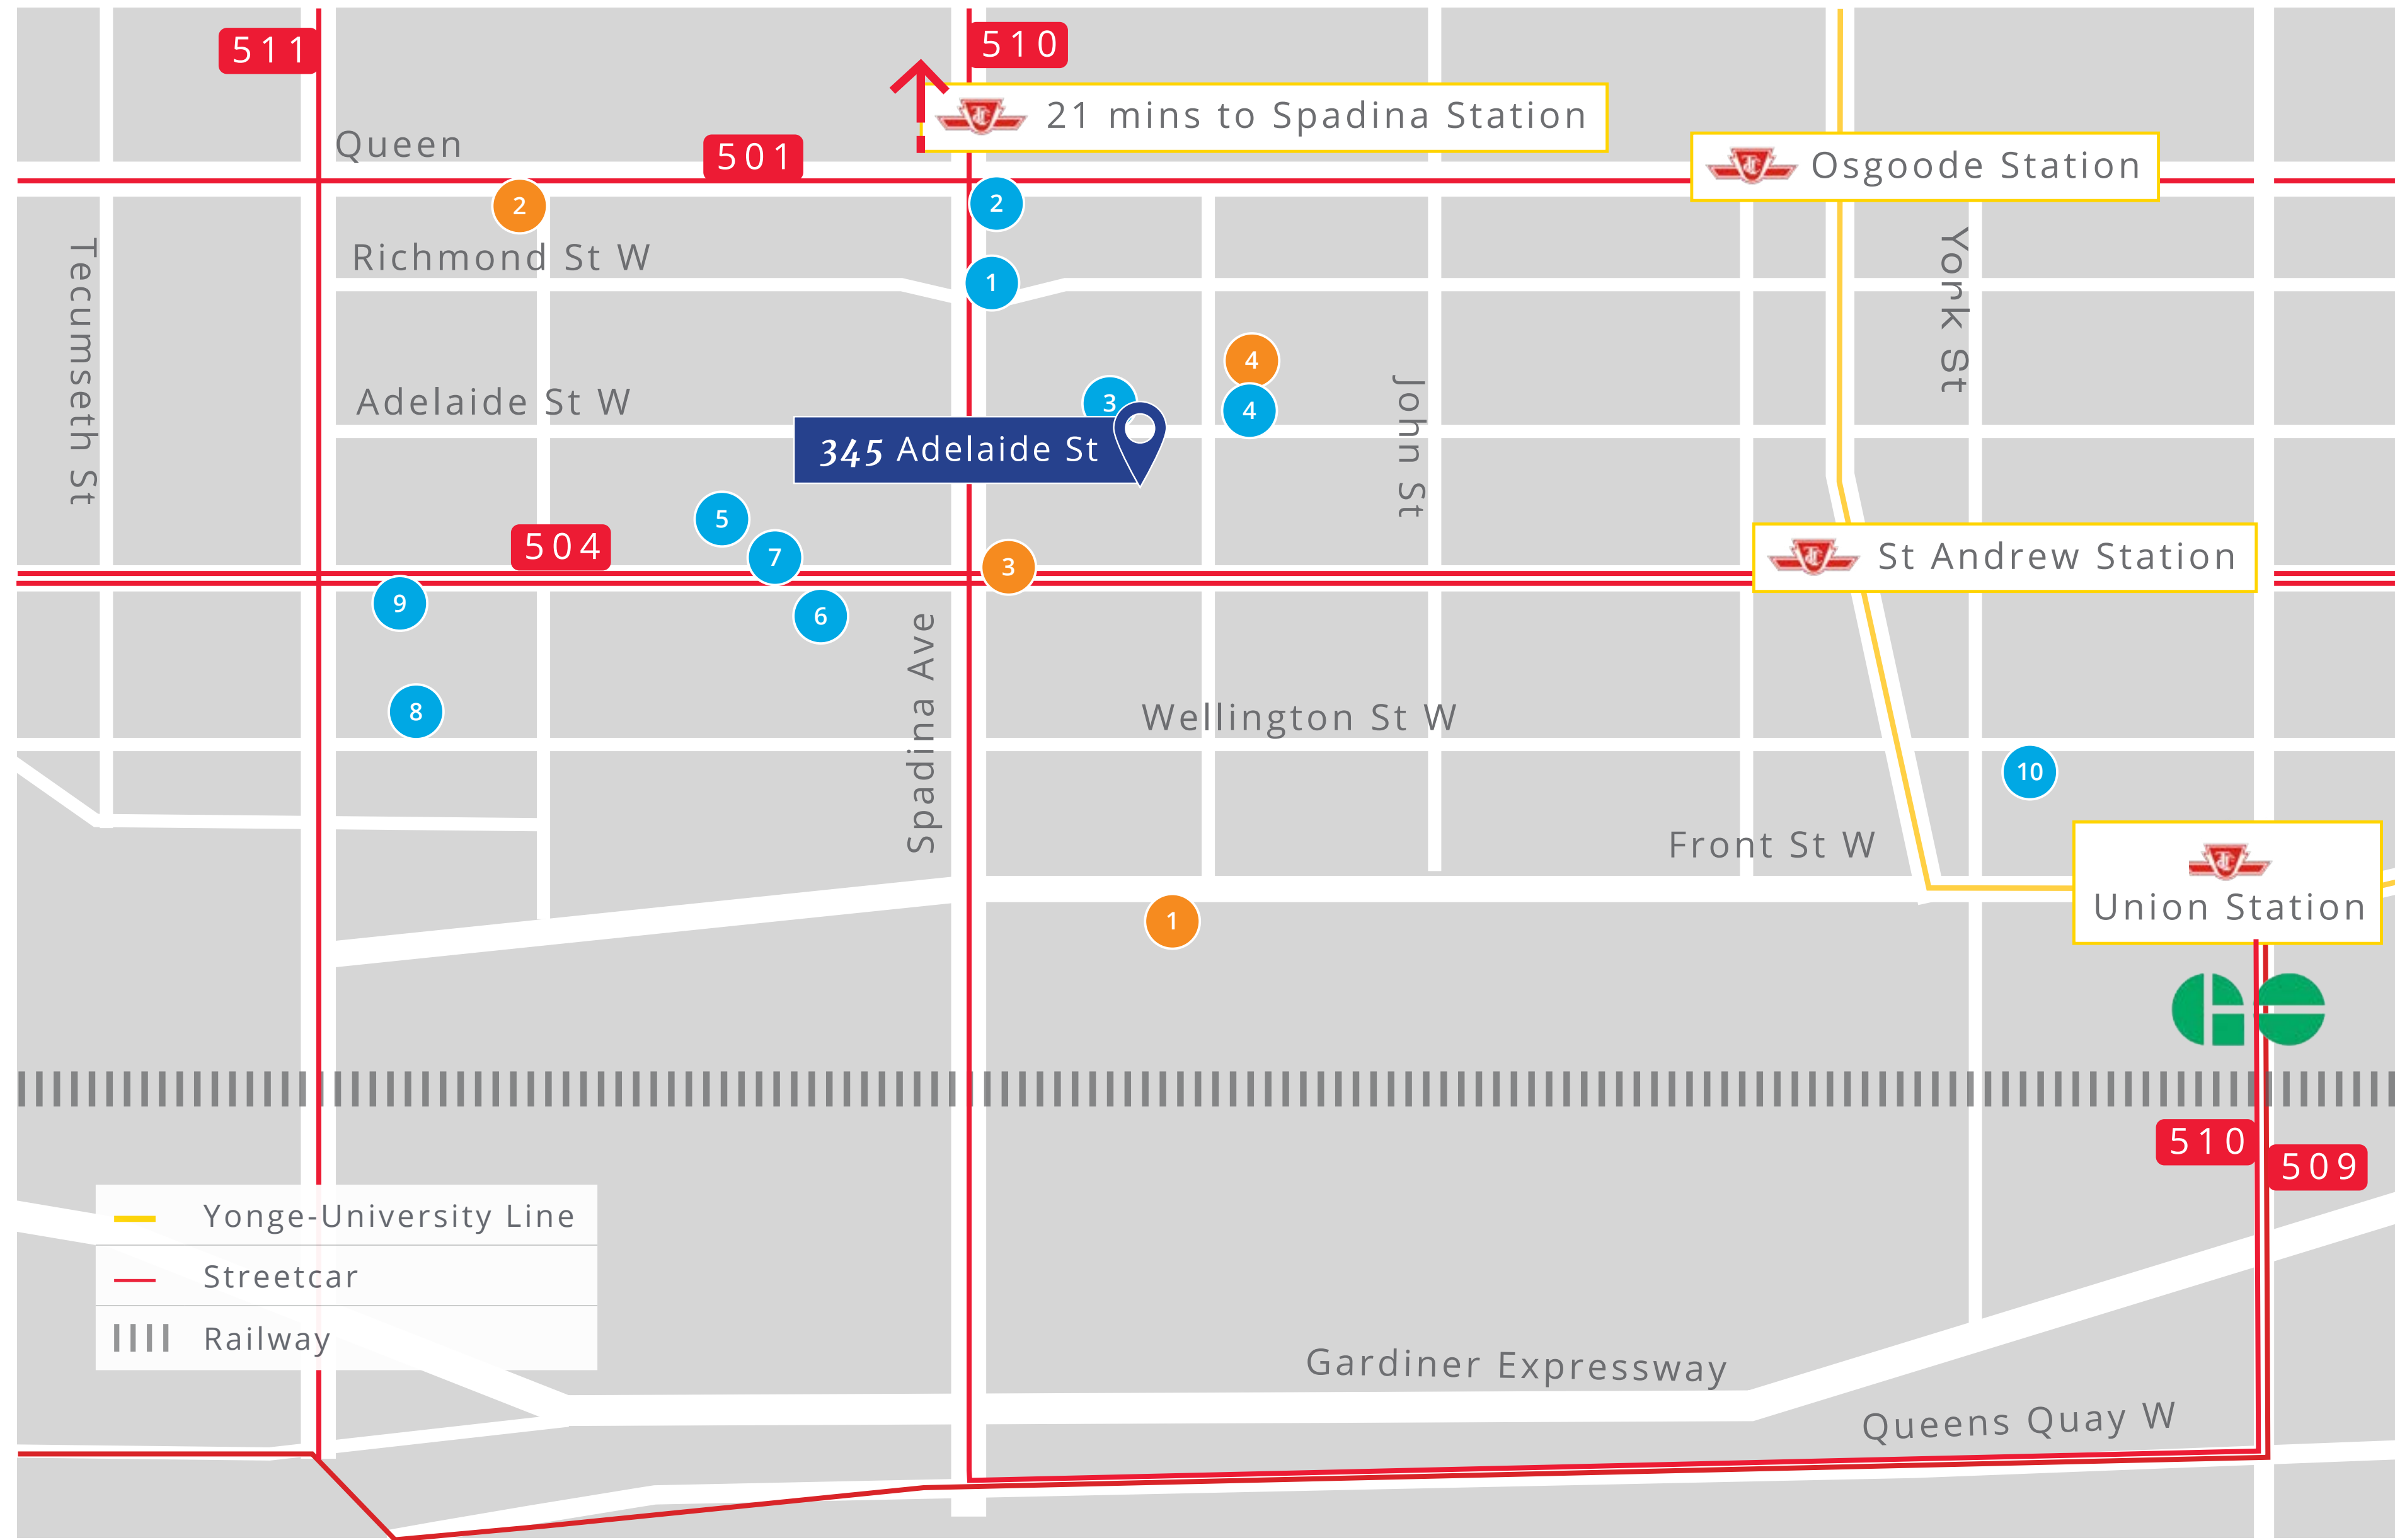 511
510
21 mins to Spadina Station
Queen
501
Osgoode Station
2
2
Richmond St W
1
Tecumseth St
York St
4
3
4
Adelaide St W
John St
345 Adelaide St
5
504
7
3
St Andrew Station
9
6
Spadina Ave
8
Wellington St W
10
Front St W
1
Union Station
510
509
Yonge-University Line
Streetcar
Railway
Gardiner Expressway
Queens Quay W